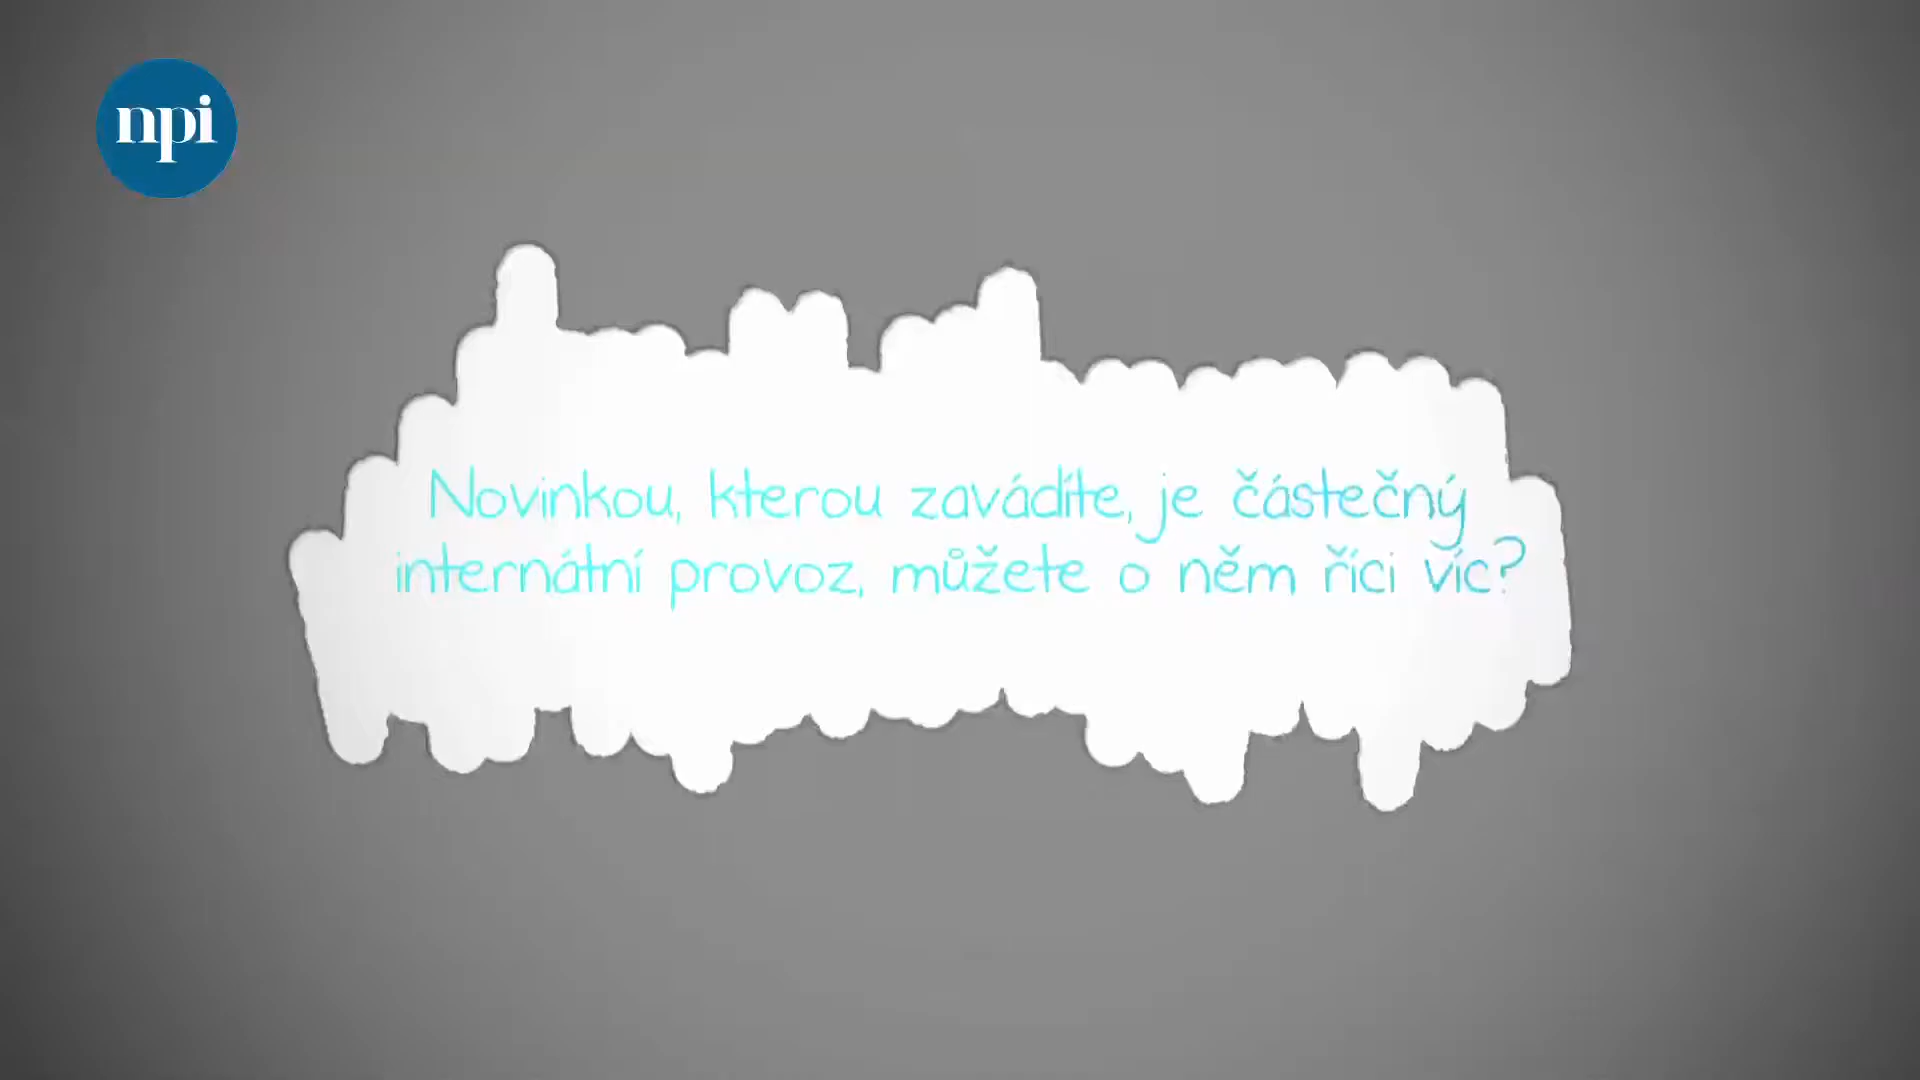 npi
Novinkou, kterou zavádíte, je částečný
internátní provoz, můžete o něm říci víc?